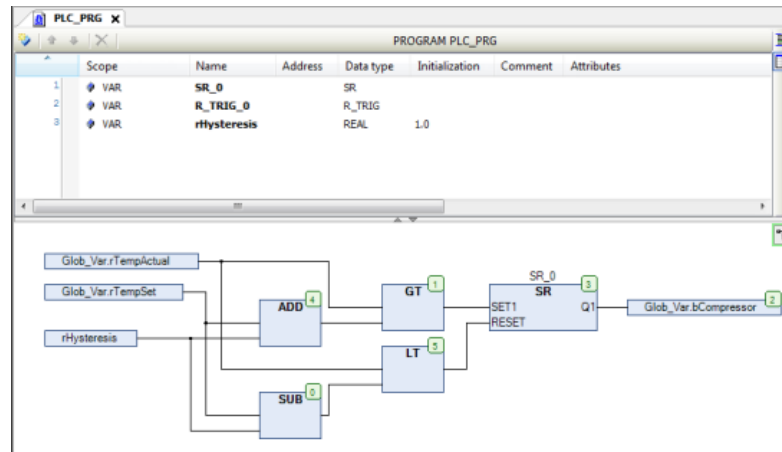 PLC_PRG
PROGRAM PLC_PRG
Scope Name Address Data type Initialization Comment Attributes
1 VAR SR_0 SR
2 VAR R_TRIG_0 R_TRIG
3 VAR rHysteresis REAL 1.0
Glob_Var.rTempActual
Glob_Var.rTempSet
rHysteresis
ADD 4
SUB 0
GT 1
LT 5
SR_0
SR 3
SET1 Q1
RESET
Glob_Var.bCompressor 2